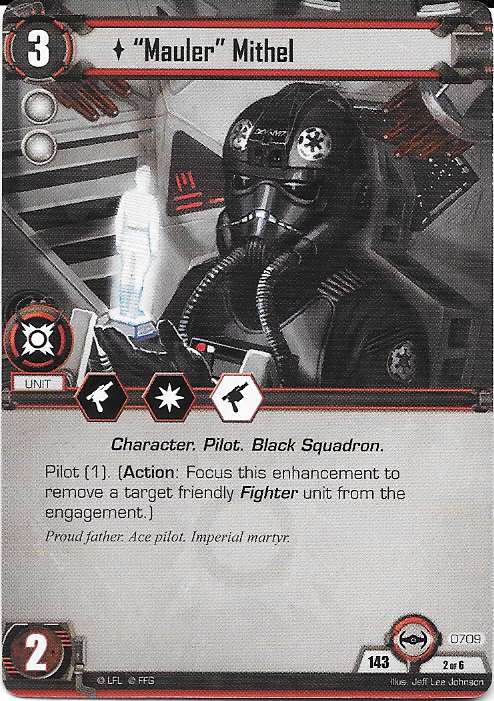 3
"Mauler" Mithel
UNIT
Character. Pilot. Black Squadron.
Pilot (1). (Action: Focus this enhancement to
remove a target friendly Fighter unit from the
engagement.)
Proud father. Ace pilot. Imperial martyr.
2
0709
143
2 of 6
© LFL © FFG
Illus. Jeff Lee Johnson